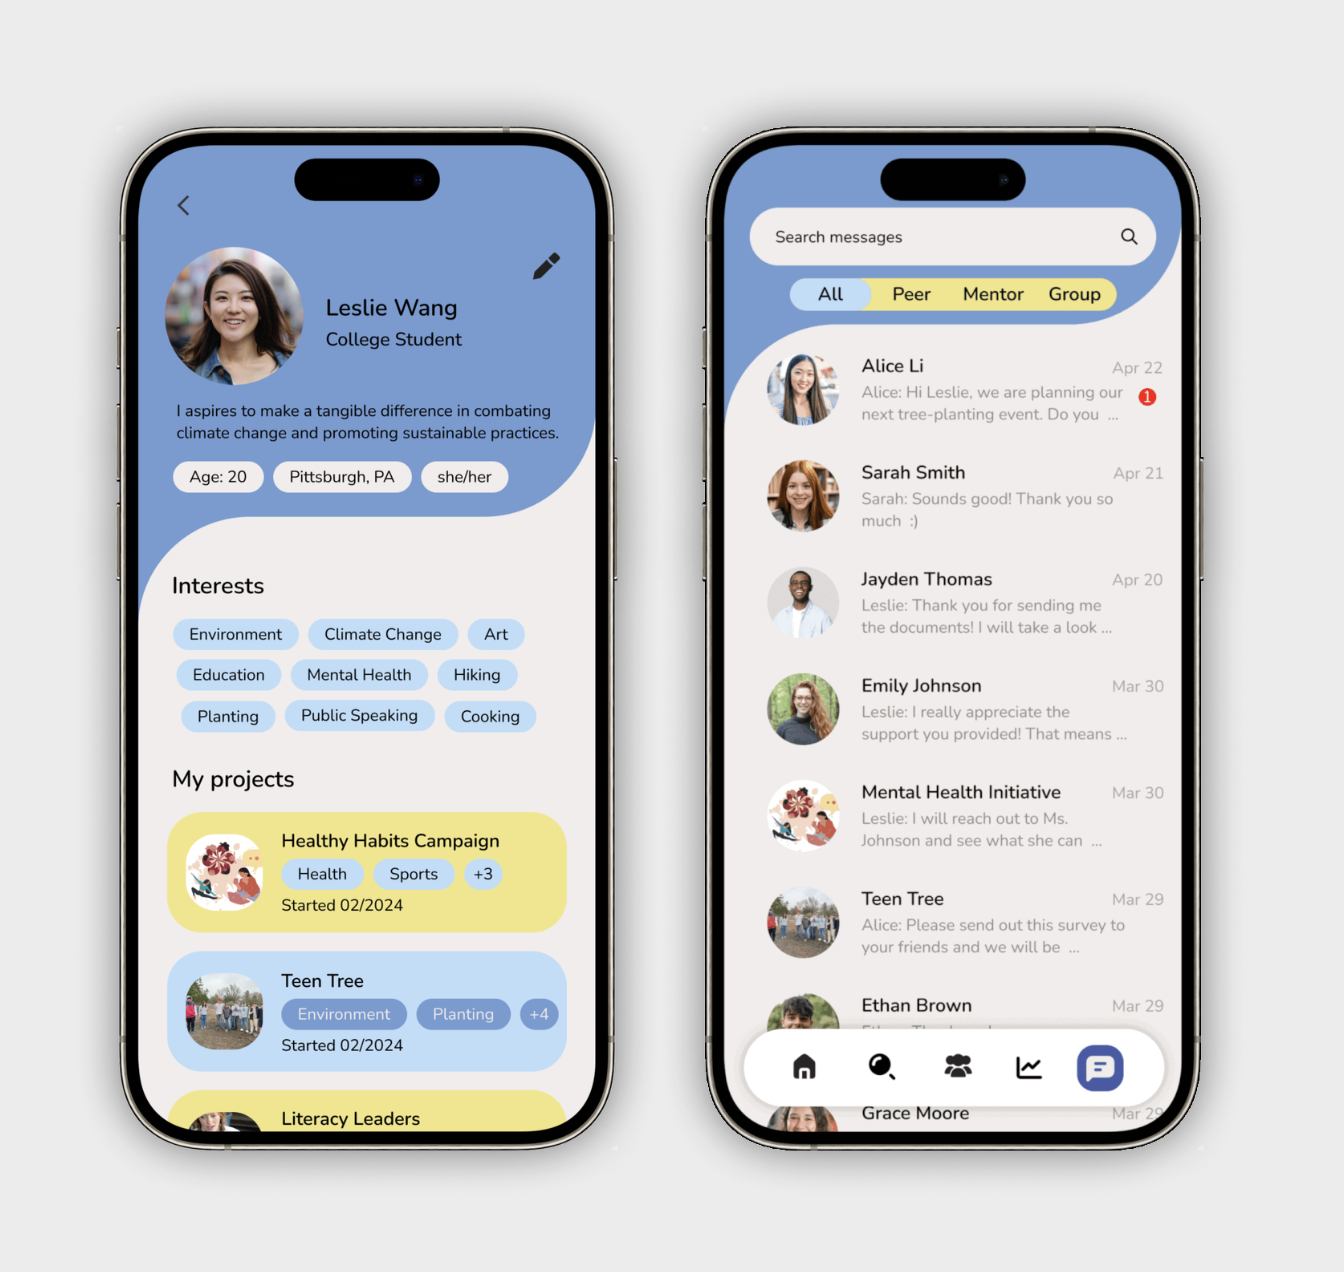 Leslie Wang
College Student
I aspires to make a tangible difference in combating
climate change and promoting sustainable practices.
Age: 20 Pittsburgh, PA she/her
Interests
Environment Climate Change Art
Education Mental Health Hiking
Planting Public Speaking Cooking
My projects
Healthy Habits Campaign
Health Sports +3
Started 02/2024
Teen Tree
Environment Planting +4
Started 02/2024
Literacy Leaders
Search messages
All Peer Mentor Group
Alice Li Apr 22
Alice: Hi Leslie, we are planning our
next tree-planting event. Do you ...
1
Sarah Smith Apr 21
Sarah: Sounds good! Thank you so
much :)
Jayden Thomas Apr 20
Leslie: Thank you for sending me
the documents! I will take a look ...
Emily Johnson Mar 30
Leslie: I really appreciate the
support you provided! That means ...
Mental Health Initiative Mar 30
Leslie: I will reach out to Ms.
Johnson and see what she can ...
Teen Tree Mar 29
Alice: Please send out this survey to
your friends and we will be ...
Ethan Brown Mar 29
Grace Moore Mar 29